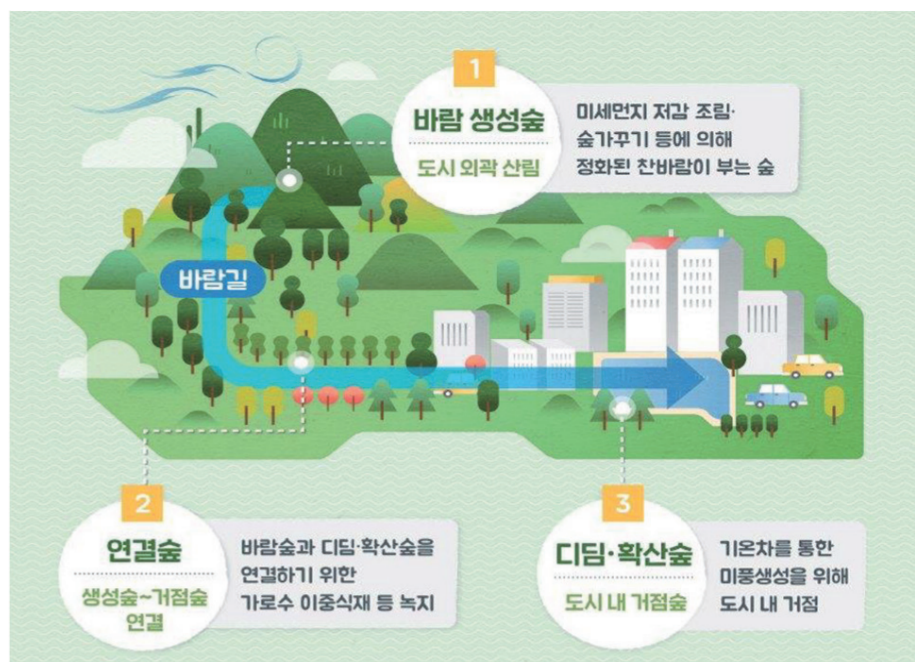 1
바람 생성숲
도시 외곽 산림
미세먼지 저감 조림·
숲가꾸기 등에 의해
정화된 찬바람이 부는 숲
바람길
2
연결숲
생성숲~거점숲
연결
바람숲과 디딤·확산숲을
연결하기 위한
가로수 이중식재 등 녹지
3
디딤·확산숲
도시 내 거점숲
기온차를 통한
미풍생성을 위해
도시 내 거점